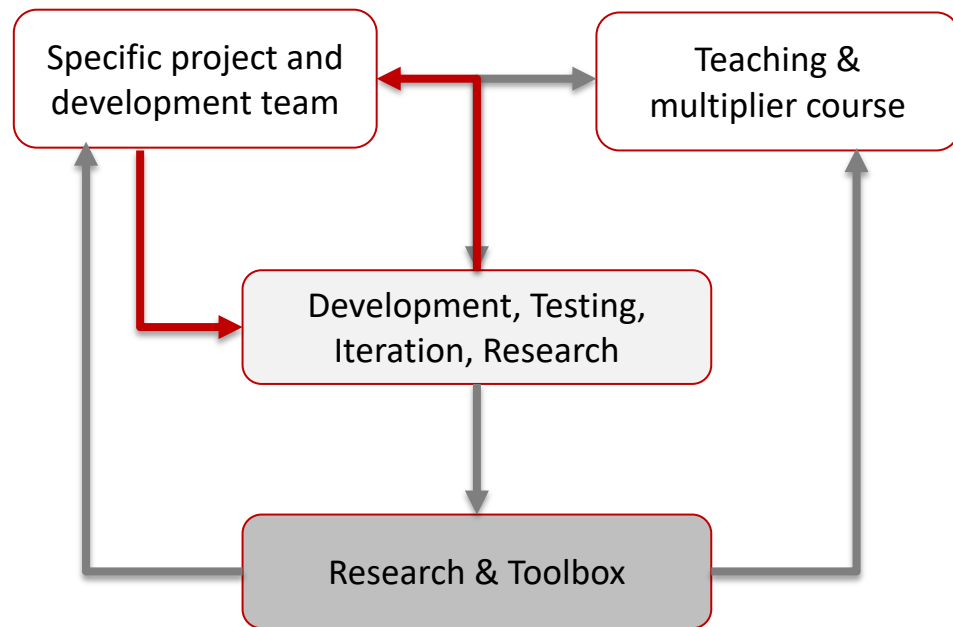 Specific project and
development team
Teaching &
multiplier course
Development, Testing,
Iteration, Research
Research & Toolbox